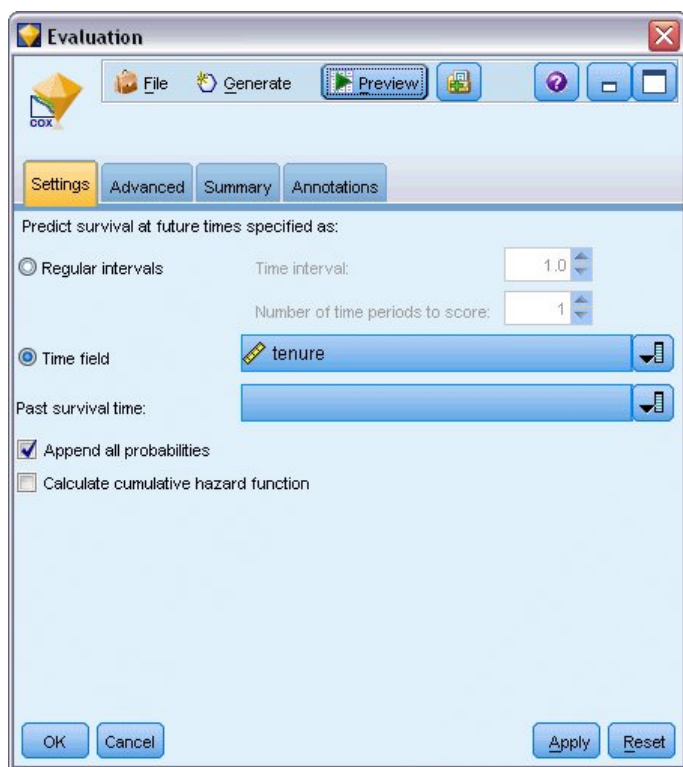 Evaluation
COX
File Generate Preview
Settings Advanced Summary Annotations
Predict survival at future times specified as:
Regular intervals Time interval: 1.0
Number of time periods to score: 1
Time field tenure
Past survival time:
Append all probabilities
Calculate cumulative hazard function
OK Cancel Apply Reset